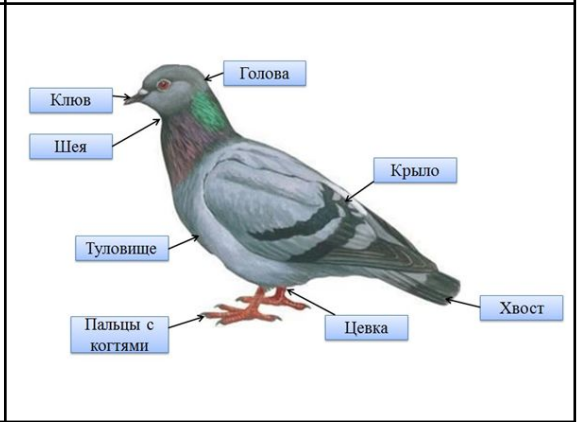 Голова
Клюв
Шея
Крыло
Туловище
Хвост
Пальцы с
когтями
Цевка